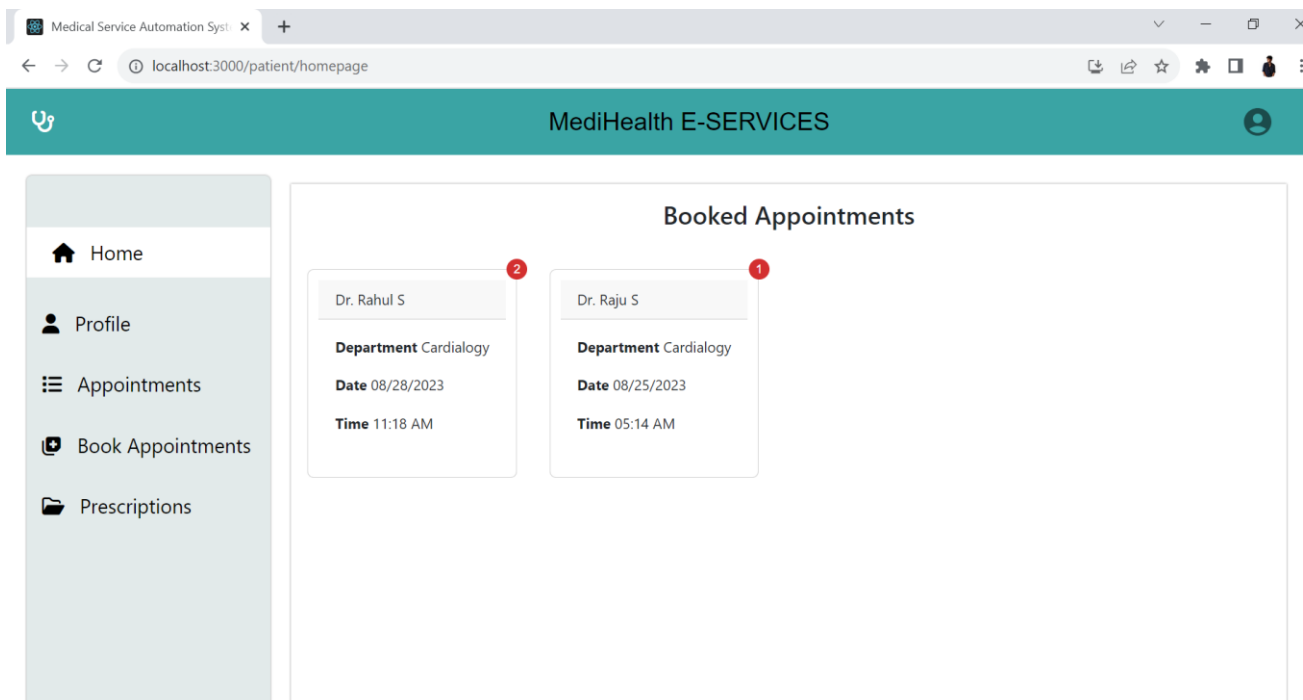 Medical Service Automation Syst
localhost:3000/patient/homepage
MediHealth E-SERVICES
Home
Profile
Appointments
Book Appointments
Prescriptions
Booked Appointments
2
Dr. Rahul S
Department Cardialogy
Date 08/28/2023
Time 11:18 AM
1
Dr. Raju S
Department Cardialogy
Date 08/25/2023
Time 05:14 AM